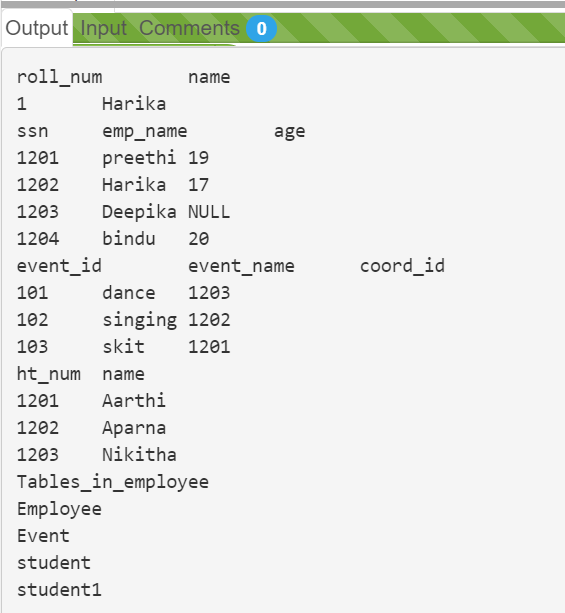 Output Input Comments 0
roll_num name
1 Harika
ssn emp_name age
1201 preethi 19
1202 Harika 17
1203 Deepika NULL
1204 bindu 20
event_id event_name coord_id
101 dance 1203
102 singing 1202
103 skit 1201
ht_num name
1201 Aarthi
1202 Aparna
1203 Nikitha
Tables_in_employee
Employee
Event
student
student1